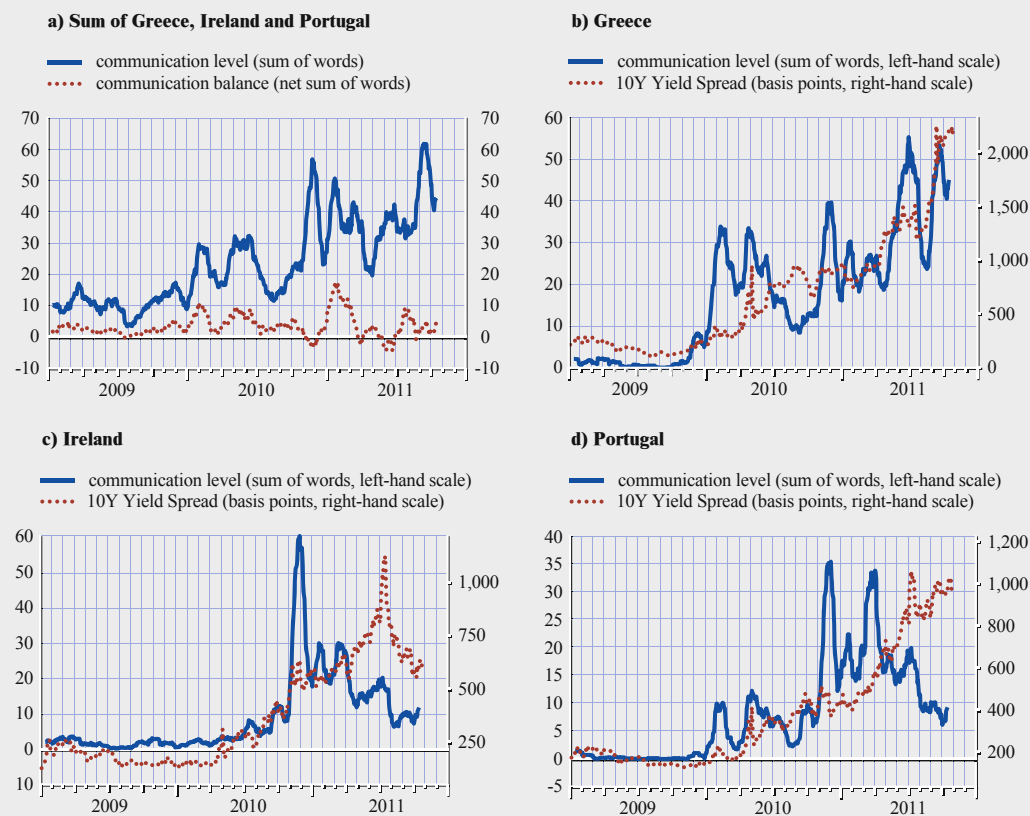 a) Sum of Greece, Ireland and Portugal
communication level (sum of words)
communication balance (net sum of words)
70 70
60 60
50 50
40 40
30 30
20 20
10 10
0 0
-10 -10
2009 2010 2011
b) Greece
communication level (sum of words, left-hand scale)
10Y Yield Spread (basis points, right-hand scale)
60
50 2,000
40 1,500
30 1,000
20
10 500
0 0
2009 2010 2011
c) Ireland
communication level (sum of words, left-hand scale)
10Y Yield Spread (basis points, right-hand scale)
60
50 1,000
40
30 750
20 500
10
0 250
10
2009 2010 2011
d) Portugal
communication level (sum of words, left-hand scale)
10Y Yield Spread (basis points, right-hand scale)
40 1,200
35
30 1,000
25 800
20
15 600
10 400
5
0 200
-5
2009 2010 2011